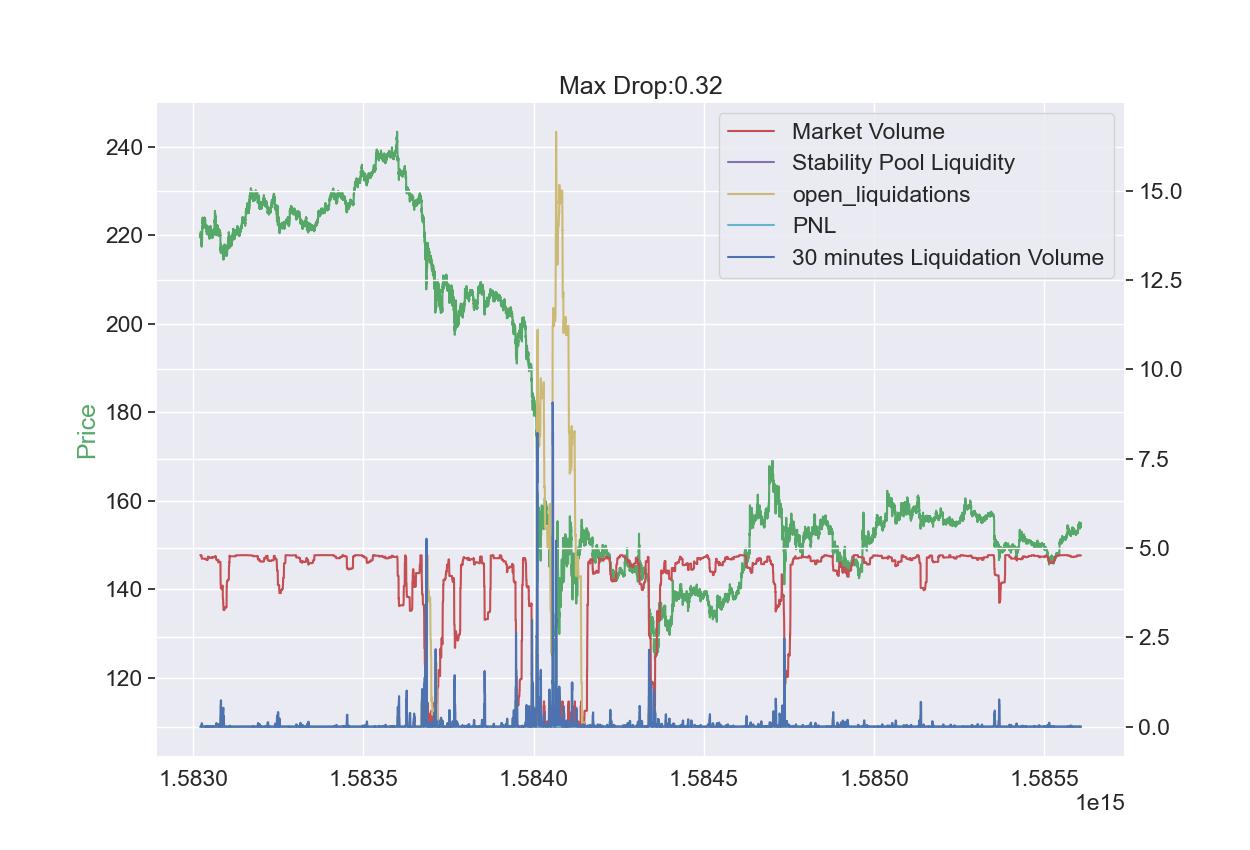 Max Drop:0.32
Market Volume
Stability Pool Liquidity
open_liquidations
PNL
30 minutes Liquidation Volume
Price
240
220
200
180
160
140
120
15.0
12.5
10.0
7.5
5.0
2.5
0.0
1.5830 1.5835 1.5840 1.5845 1.5850 1.5855
1e15